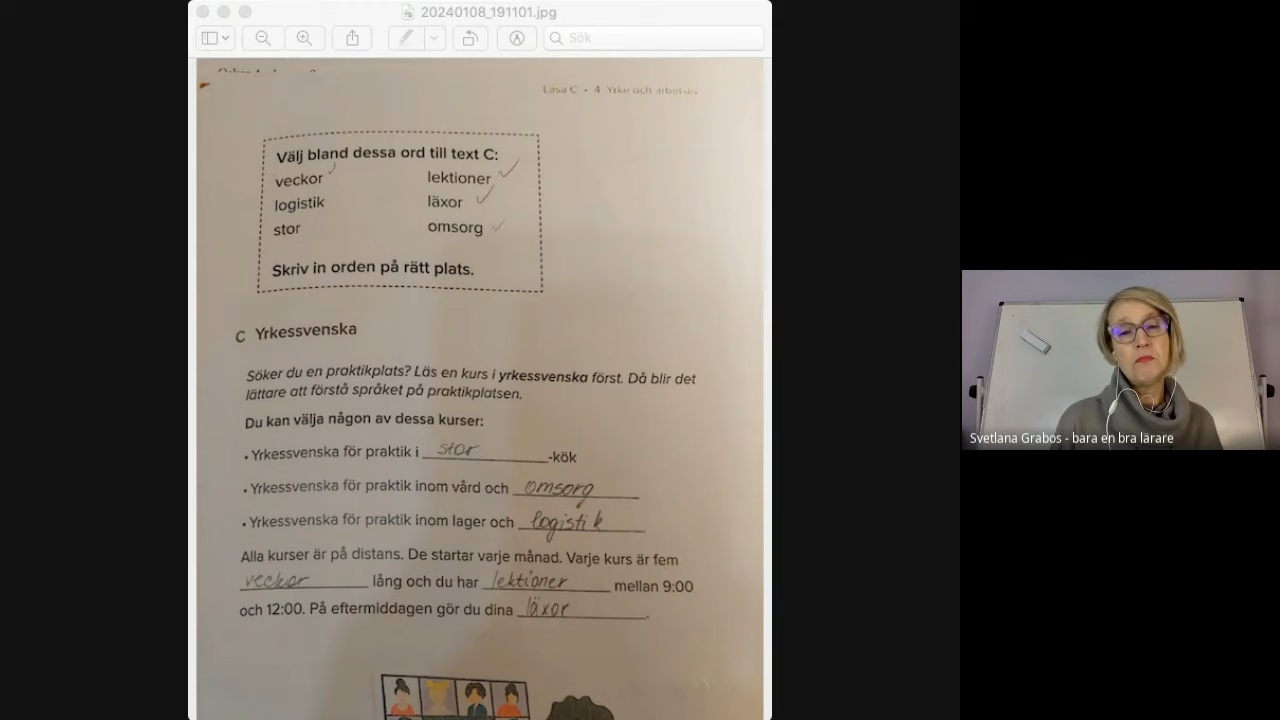 20240108_191101.jpg
Sök
Läsa C • 4 Yrke och arbetsliv
Välj bland dessa ord till text C:
veckor lektioner
logistik läxor
stor omsorg
Skriv in orden på rätt plats.
C Yrkessvenska
Söker du en praktikplats? Läs en kurs i yrkessvenska först. Då blir det
lättare att förstå språket på praktikplatsen.
Du kan välja någon av dessa kurser:
• Yrkessvenska för praktik i stor -kök
• Yrkessvenska för praktik inom vård och omsorg
• Yrkessvenska för praktik inom lager och logistik
Alla kurser är på distans. De startar varje månad. Varje kurs är fem
veckor lång och du har lektioner mellan 9:00
och 12:00. På eftermiddagen gör du dina läxor.
Svetlana Grabos - bara en bra lärare